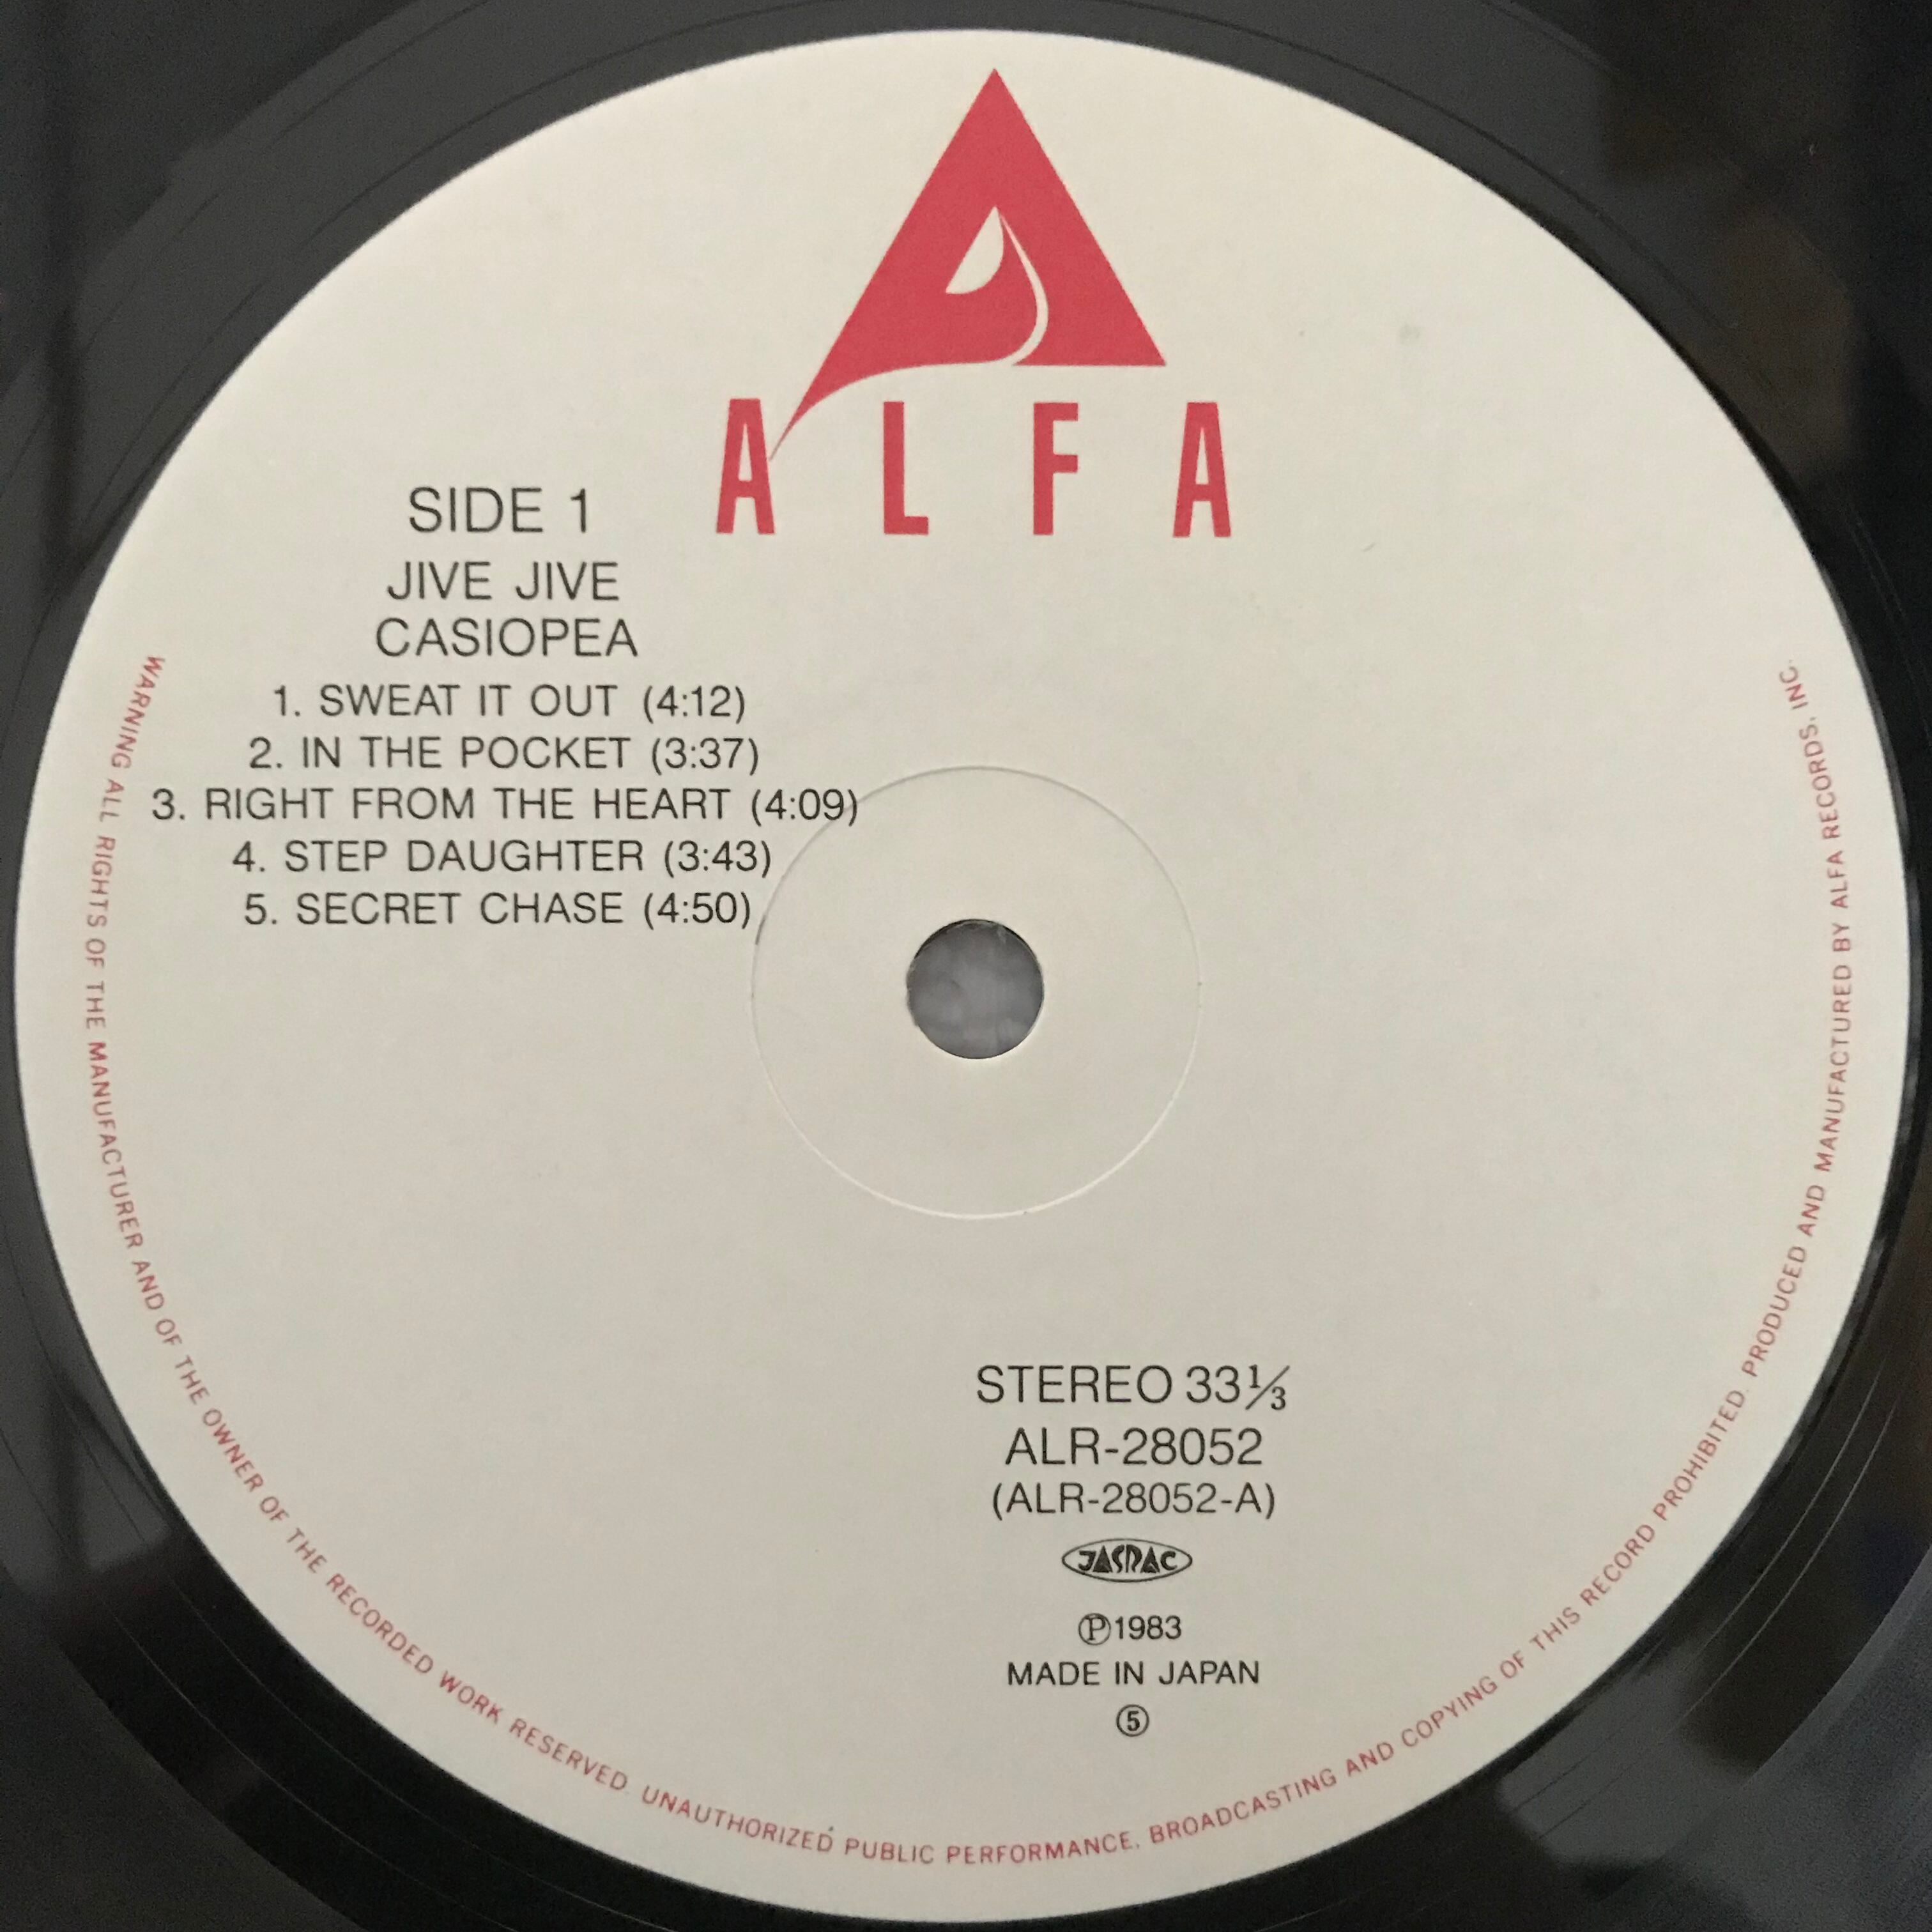 ALFA
SIDE 1
JIVE JIVE
CASIOPEA
1. SWEAT IT OUT (4:12)
2. IN THE POCKET (3:37)
3. RIGHT FROM THE HEART (4:09)
4. STEP DAUGHTER (3:43)
5. SECRET CHASE (4:50)
STEREO 33⅓
ALR-28052
(ALR-28052-A)
JASRAC
℗1983
MADE IN JAPAN
⑤
WARNING ALL RIGHTS OF THE MANUFACTURER AND OF THE OWNER OF THE RECORDED WORK RESERVED. UNAUTHORIZED PUBLIC PERFORMANCE. BROADCASTING AND COPYING OF THIS RECORD PROHIBITED. PRODUCED AND MANUFACTURED BY ALFA RECORDS, INC.